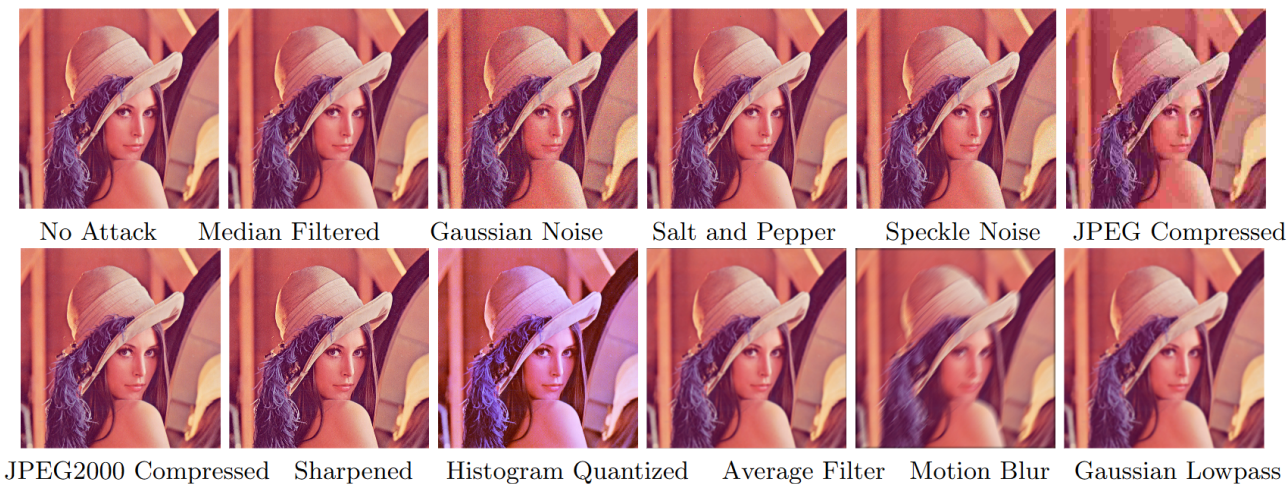 No Attack Median Filtered Gaussian Noise Salt and Pepper Speckle Noise JPEG Compressed
JPEG2000 Compressed Sharpened Histogram Quantized Average Filter Motion Blur Gaussian Lowpass